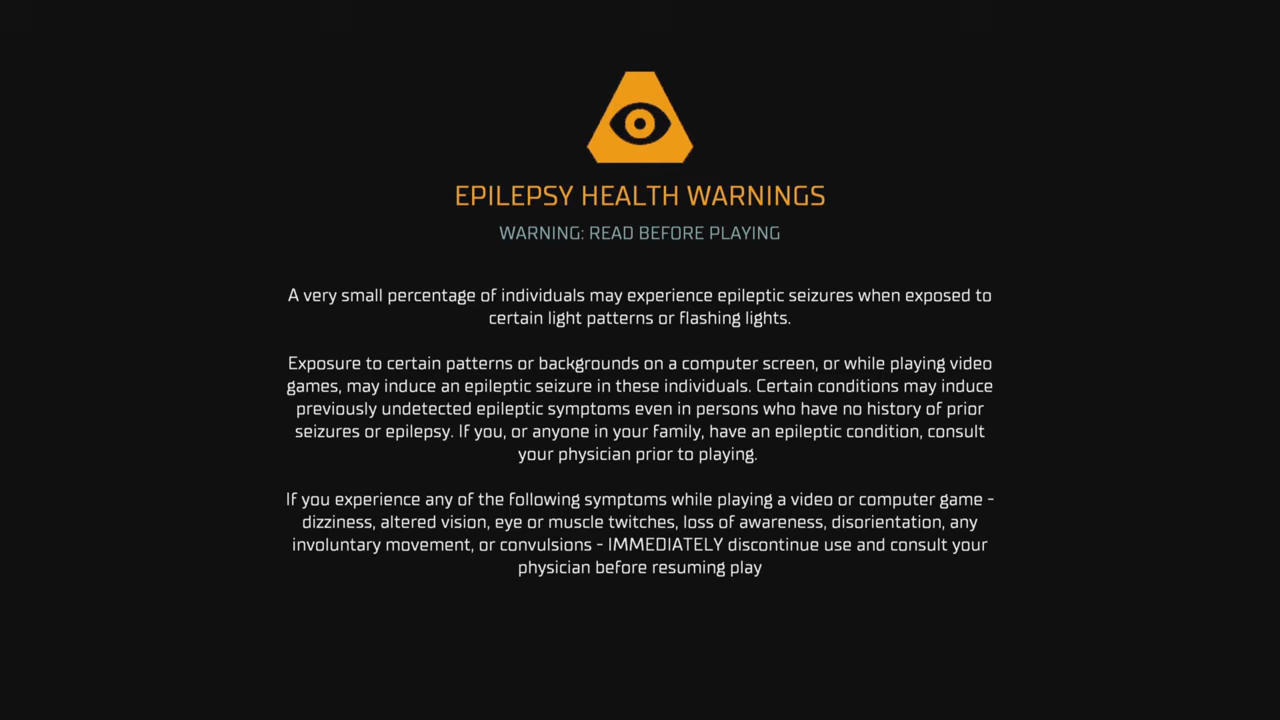 EPILEPSY HEALTH WARNINGS
WARNING: READ BEFORE PLAYING
A very small percentage of individuals may experience epileptic seizures when exposed to
certain light patterns or flashing lights.
Exposure to certain patterns or backgrounds on a computer screen, or while playing video
games, may induce an epileptic seizure in these individuals. Certain conditions may induce
previously undetected epileptic symptoms even in persons who have no history of prior
seizures or epilepsy. If you, or anyone in your family, have an epileptic condition, consult
your physician prior to playing.
If you experience any of the following symptoms while playing a video or computer game -
dizziness, altered vision, eye or muscle twitches, loss of awareness, disorientation, any
involuntary movement, or convulsions - IMMEDIATELY discontinue use and consult your
physician before resuming play